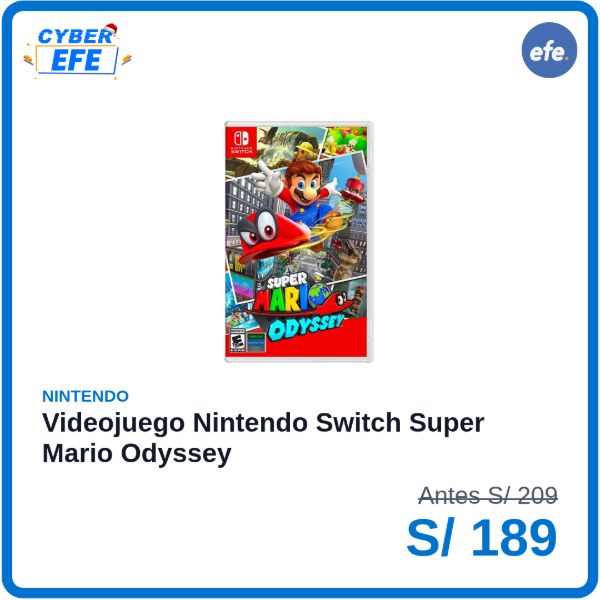 CYBER
EFE
efe.
NINTENDO
SWITCH
SUPER
MARIO
ODYSSEY
E
NINTENDO
Videojuego Nintendo Switch Super
Mario Odyssey
Antes S/ 209
S/ 189